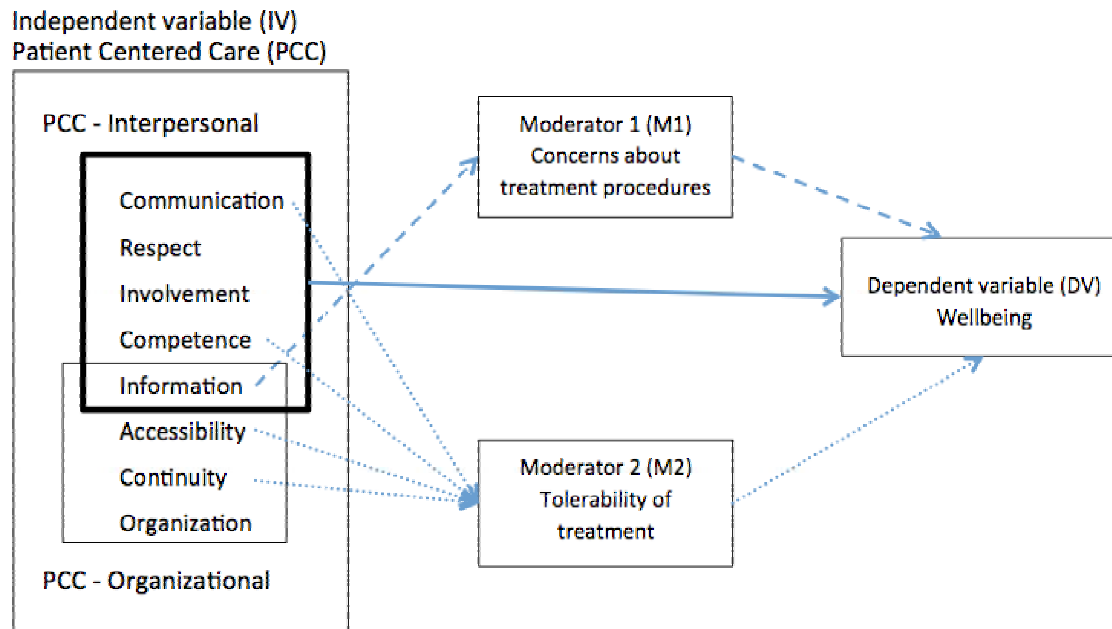 Independent variable (IV)
Patient Centered Care (PCC)
PCC - Interpersonal
Communication
Respect
Involvement
Competence
Information
Accessibility
Continuity
Organization
PCC - Organizational
Moderator 1 (M1)
Concerns about
treatment procedures
Moderator 2 (M2)
Tolerability of
treatment
Dependent variable (DV)
Wellbeing